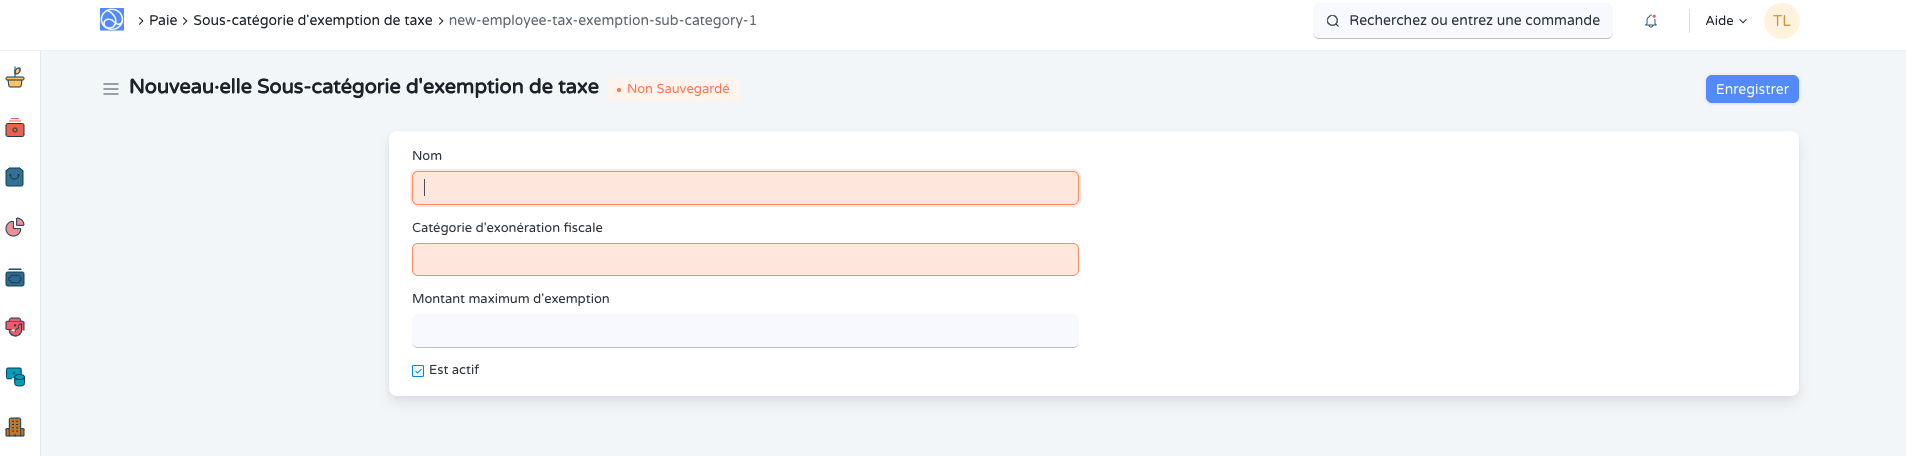 Paie Sous-catégorie d'exemption de taxe new-employee-tax-exemption-sub-category-1 Recherchez ou entrez une commande Aide TL
Nouveau·elle Sous-catégorie d'exemption de taxe Non Sauvegardé Enregistrer
Nom
Catégorie d'exonération fiscale
Montant maximum d'exemption
Est actif